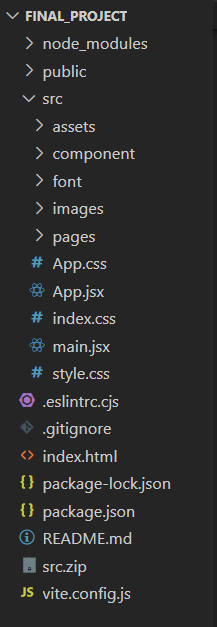 FINAL_PROJECT
node_modules
public
src
assets
component
font
images
pages
App.css
App.jsx
index.css
main.jsx
style.css
.eslintrc.cjs
.gitignore
index.html
package-lock.json
package.json
README.md
src.zip
JS vite.config.js